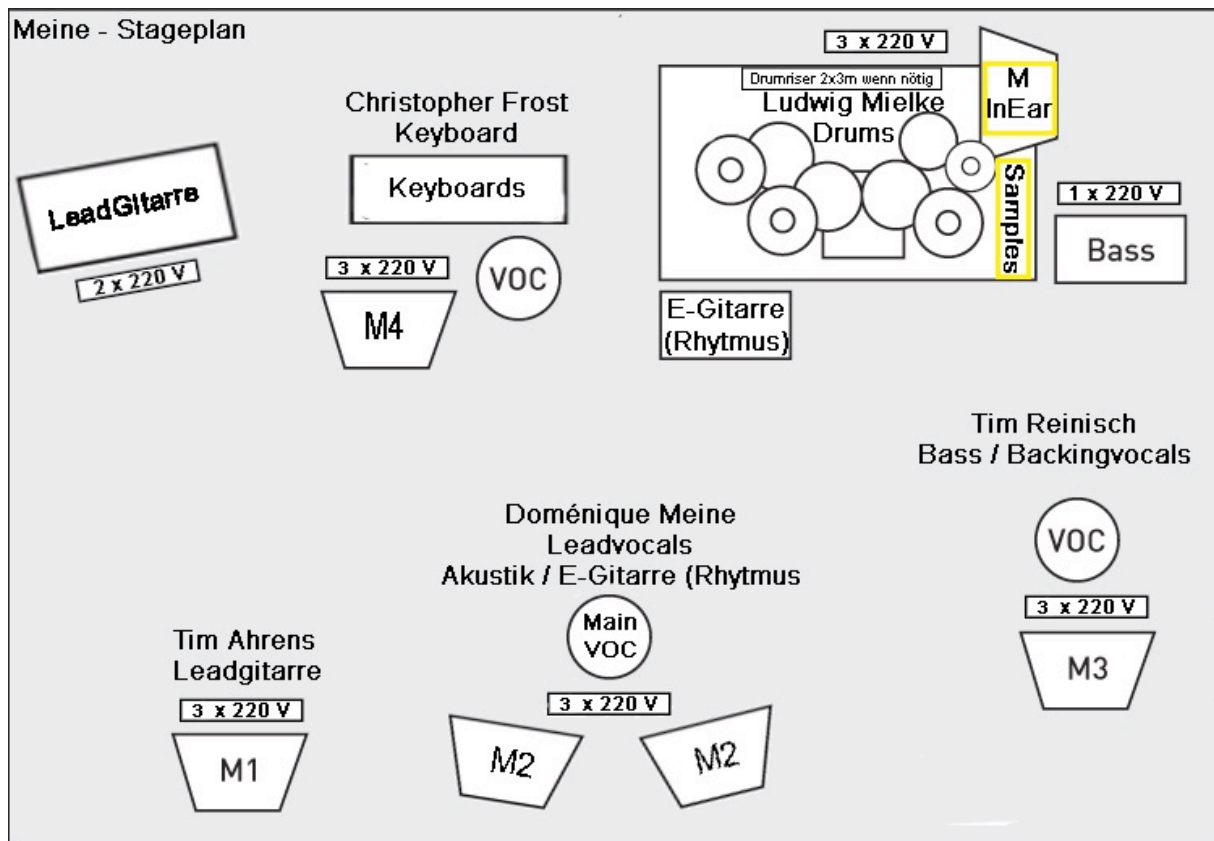 Meine - Stageplan
3 x 220 V
Drumriser 2x3m wenn nötig
Ludwig Mielke
Drums
M
InEar
Samples
Christopher Frost
Keyboard
Keyboards
LeadGitarre
2 x 220 V
3 x 220 V
VOC
M4
1 x 220 V
Bass
E-Gitarre
(Rhytmus)
Tim Reinisch
Bass / Backingvocals
VOC
3 x 220 V
M3
Doménique Meine
Leadvocals
Akustik / E-Gitarre (Rhytmus
Main
VOC
3 x 220 V
M2
M2
Tim Ahrens
Leadgitarre
3 x 220 V
M1